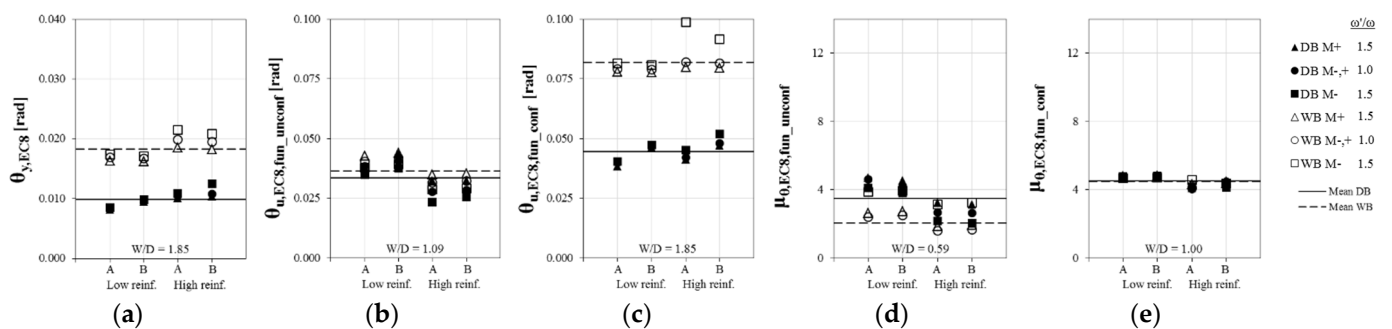 θy,EC8 [rad]
0.040
0.030
0.020
0.010
0.000
W/D = 1.85
A B A B
Low reinf. High reinf.
(a)
θu,EC8,fun_unconf [rad]
0.100
0.075
0.050
0.025
0.000
W/D = 1.09
A B A B
Low reinf. High reinf.
(b)
θu,EC8,fun_conf [rad]
0.100
0.075
0.050
0.025
0.000
W/D = 1.85
A B A B
Low reinf. High reinf.
(c)
μθ,EC8,fun_unconf
12
8
4
0
W/D = 0.59
A B A B
Low reinf. High reinf.
(d)
μθ,EC8,fun_conf
12
8
4
0
W/D = 1.00
A B A B
Low reinf. High reinf.
(e)
ω'/ω
▲ DB M+ 1.5
● DB M-,+ 1.0
■ DB M- 1.5
△ WB M+ 1.5
○ WB M-,+ 1.0
□ WB M- 1.5
Mean DB
Mean WB